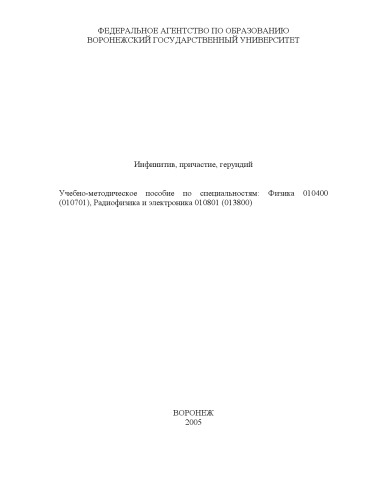 ФЕДЕРАЛЬНОЕ АГЕНТСТВО ПО ОБРАЗОВАНИЮ
ВОРОНЕЖСКИЙ ГОСУДАРСТВЕННЫЙ УНИВЕРСИТЕТ
Инфинитив, причастие, герундий
Учебно-методическое пособие по специальностям: Физика 010400
(010701), Радиофизика и электроника 010801 (013800)
ВОРОНЕЖ
2005